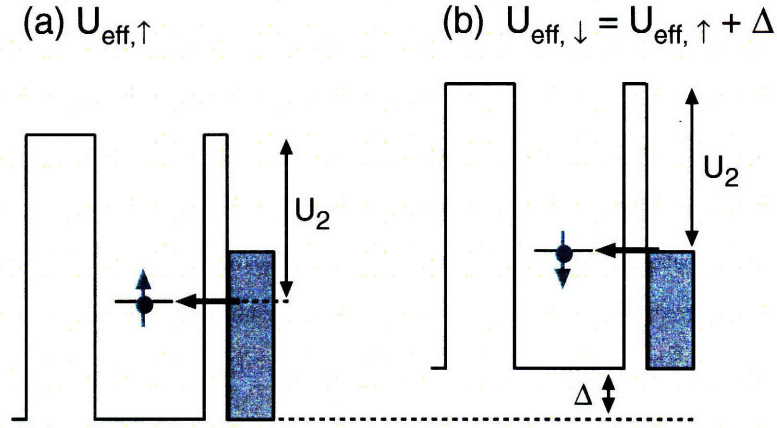 (a) U_eff,↑
(b) U_eff, ↓ = U_eff, ↑ + Δ
U_2
U_2
Δ